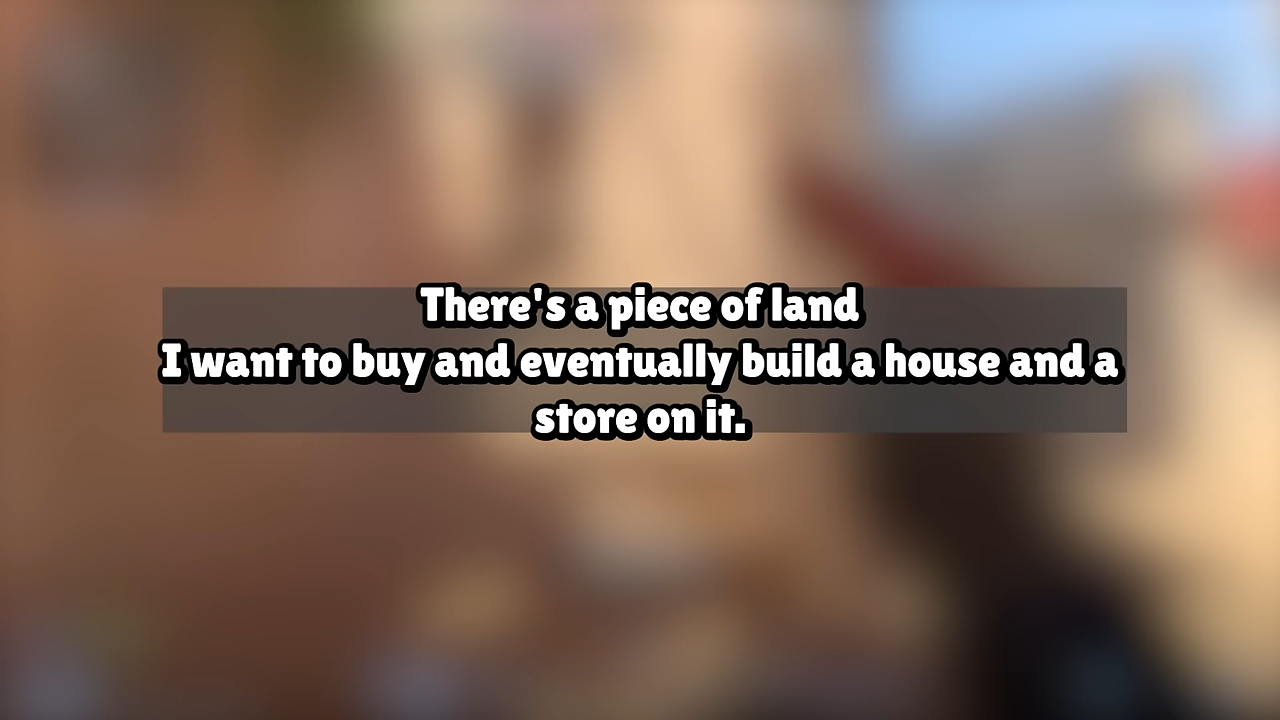 There's a piece of land
I want to buy and eventually build a house and a
store on it.